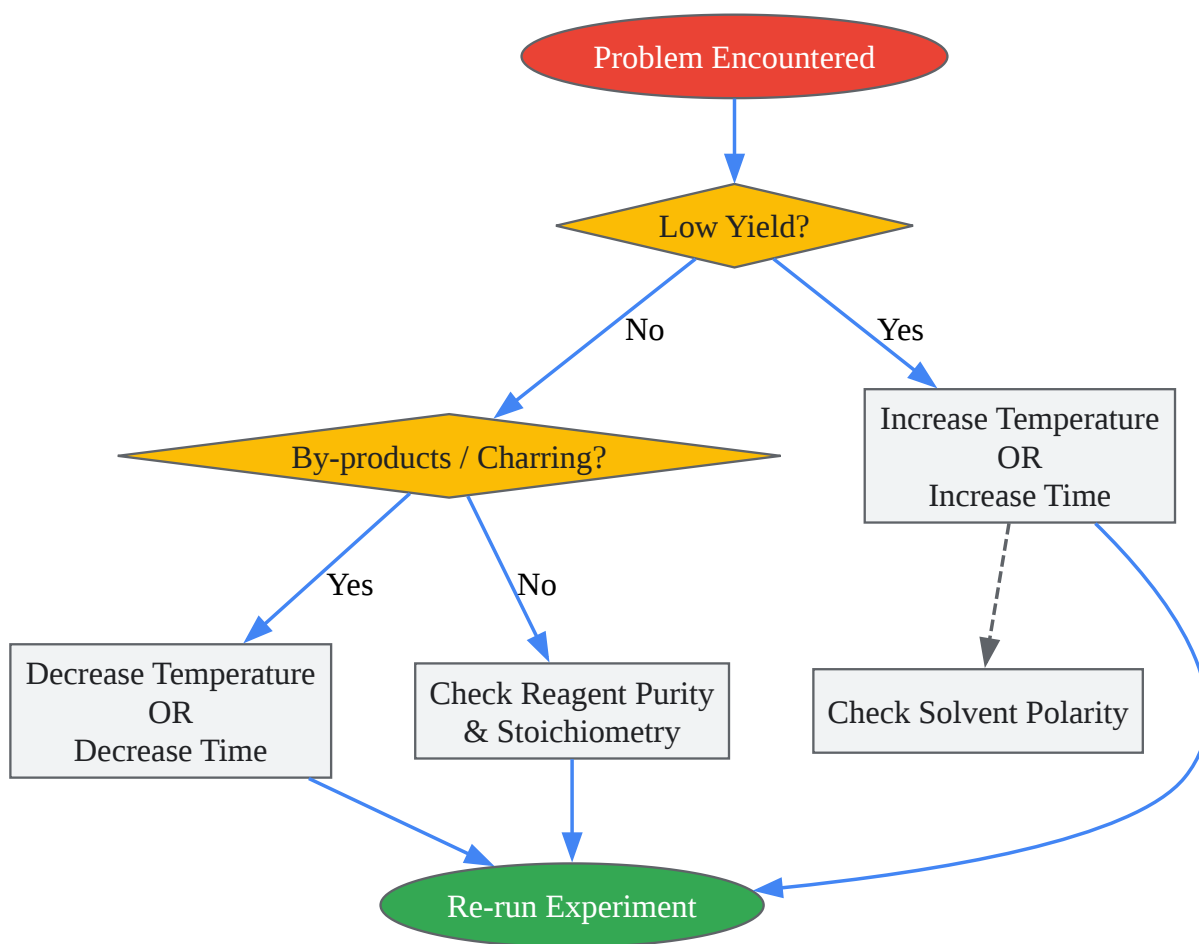 Problem Encountered
Low Yield?
No
Yes
Increase Temperature
OR
Increase Time
By-products / Charring?
Yes
No
Decrease Temperature
OR
Decrease Time
Check Reagent Purity
& Stoichiometry
Check Solvent Polarity
Re-run Experiment